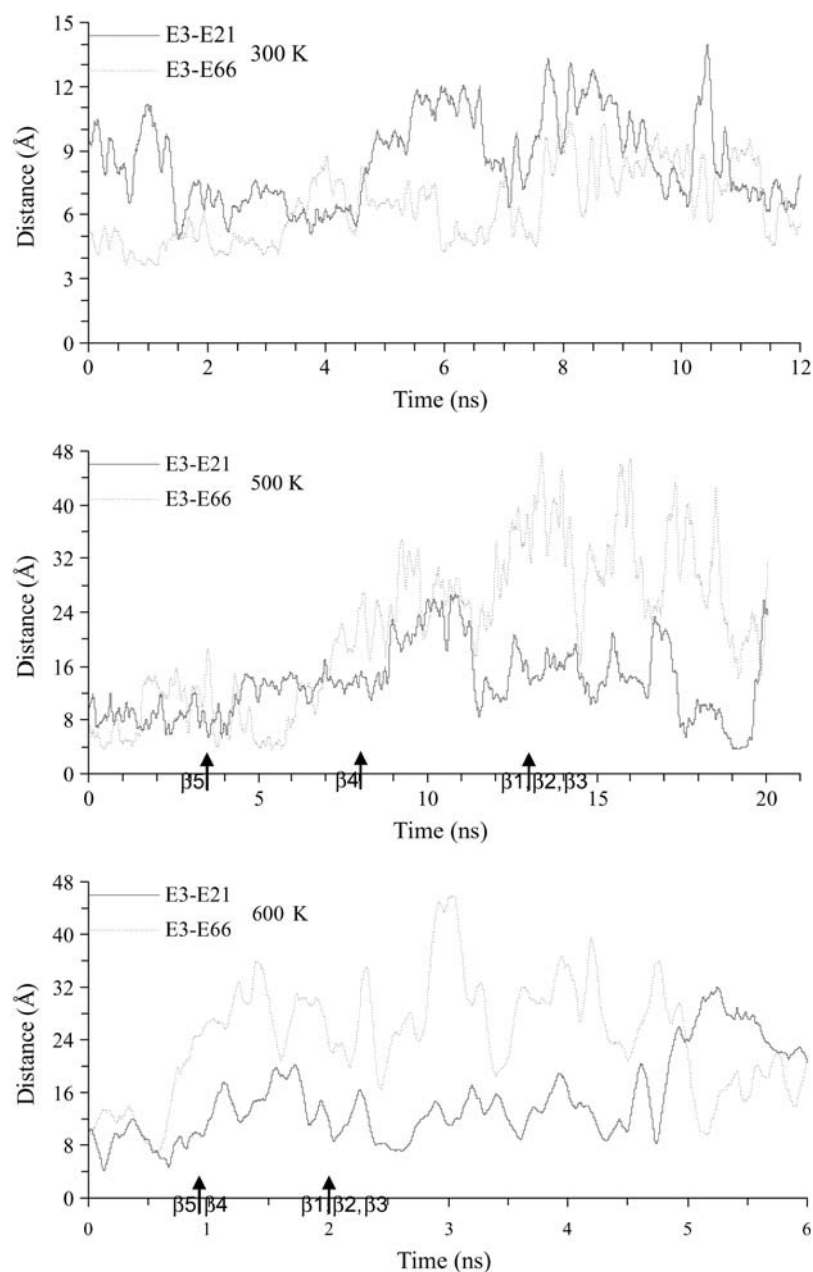 15
E3-E21
300 K
E3-E66
12
9
6
3
0
Distance (Å)
0 2 4 6 8 10 12
Time (ns)
48
E3-E21
500 K
E3-E66
40
32
24
16
8
0
Distance (Å)
β5 β4 β1,β2,β3
0 5 10 15 20
Time (ns)
48
E3-E21
600 K
E3-E66
40
32
24
16
8
0
Distance (Å)
β5,β4 β1,β2,β3
0 1 2 3 4 5 6
Time (ns)